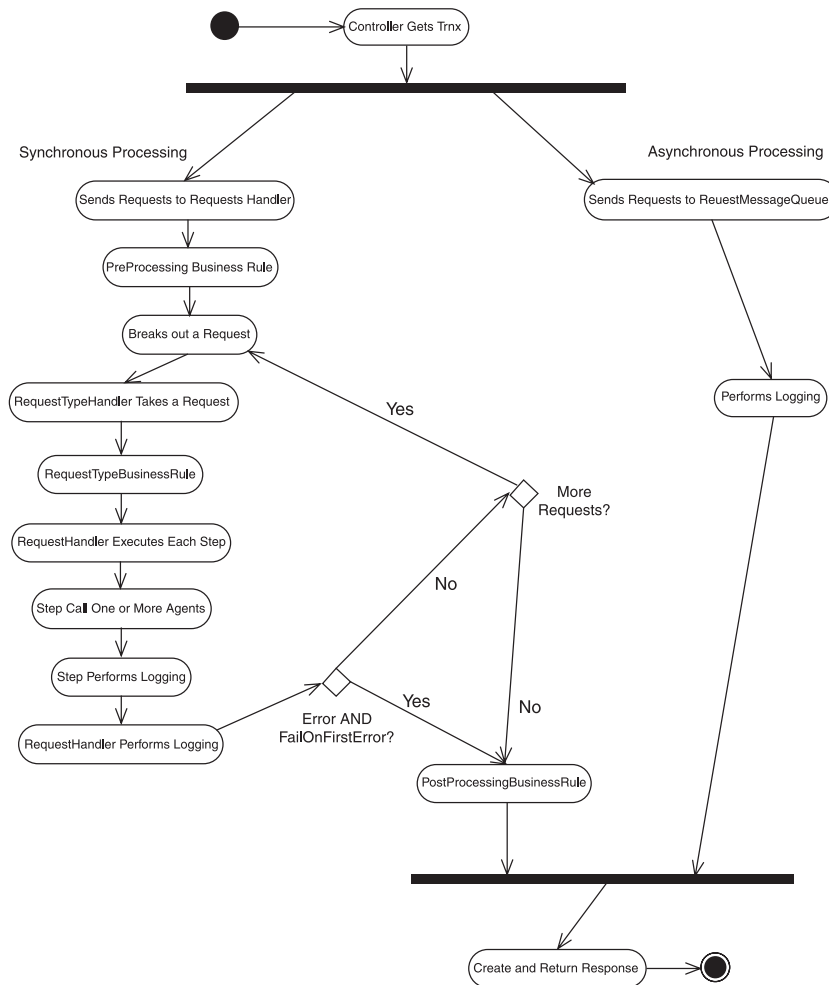 Controller Gets Trnx
Synchronous Processing
Asynchronous Processing
Sends Requests to Requests Handler
Sends Requests to ReuestMessageQueue
PreProcessing Business Rule
Breaks out a Request
RequestTypeHandler Takes a Request
Performs Logging
Yes
RequestTypeBusinessRule
More
Requests?
RequestHandler Executes Each Step
No
Step Call One or More Agents
Step Performs Logging
Yes
No
Error AND
FailOnFirstError?
RequestHandler Performs Logging
PostProcessingBusinessRule
Create and Return Response